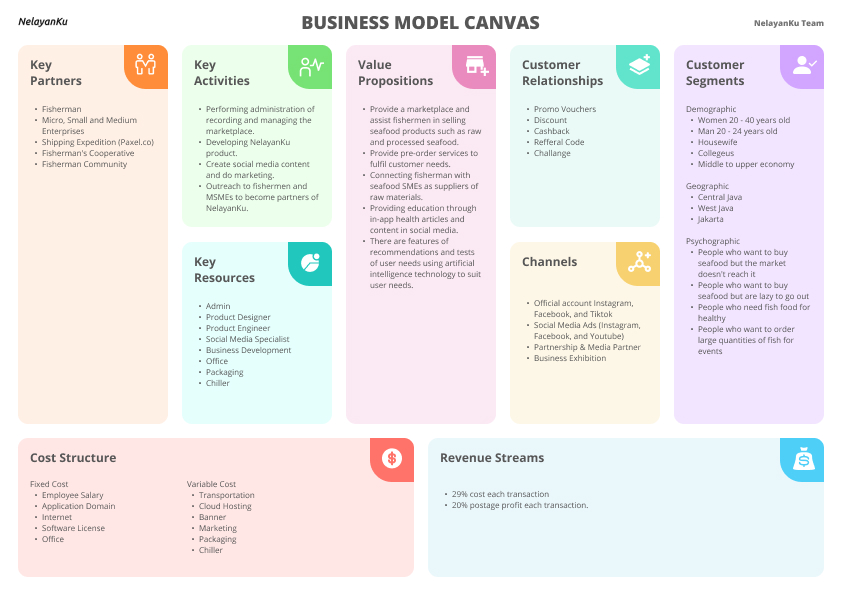 NelayanKu
BUSINESS MODEL CANVAS
NelayanKu Team
Key
Partners
• Fisherman
• Micro, Small and Medium
Enterprises
• Shipping Expedition (Paxel.co)
• Fisherman's Cooperative
• Fisherman Community
Key
Activities
• Performing administration of
recording and managing the
marketplace.
• Developing NelayanKu
product.
• Create social media content
and do marketing.
• Outreach to fishermen and
MSMEs to become partners of
NelayanKu.
Key
Resources
• Admin
• Product Designer
• Product Engineer
• Social Media Specialist
• Business Development
• Office
• Packaging
• Chiller
Value
Propositions
• Provide a marketplace and
assist fishermen in selling
seafood products such as raw
and processed seafood.
• Provide pre-order services to
fulfil customer needs.
• Connecting fisherman with
seafood SMEs as suppliers of
raw materials.
• Providing education through
in-app health articles and
content in social media.
• There are features of
recommendations and tests
of user needs using artificial
intelligence technology to suit
user needs.
Customer
Relationships
• Promo Vouchers
• Discount
• Cashback
• Refferal Code
• Challange
Channels
• Official account Instagram,
Facebook, and Tiktok
• Social Media Ads (Instagram,
Facebook, and Youtube)
• Partnership & Media Partner
• Business Exhibition
Customer
Segments
Demographic
• Women 20 - 40 years old
• Man 20 - 24 years old
• Housewife
• Collegeus
• Middle to upper economy
Geographic
• Central Java
• West Java
• Jakarta
Psychographic
• People who want to buy
seafood but the market
doesn't reach it
• People who want to buy
seafood but are lazy to go out
• People who need fish food for
healthy
• People who want to order
large quantities of fish for
events
Cost Structure
Fixed Cost
• Employee Salary
• Application Domain
• Internet
• Software License
• Office
Variable Cost
• Transportation
• Cloud Hosting
• Banner
• Marketing
• Packaging
• Chiller
Revenue Streams
• 29% cost each transaction
• 20% postage profit each transaction.